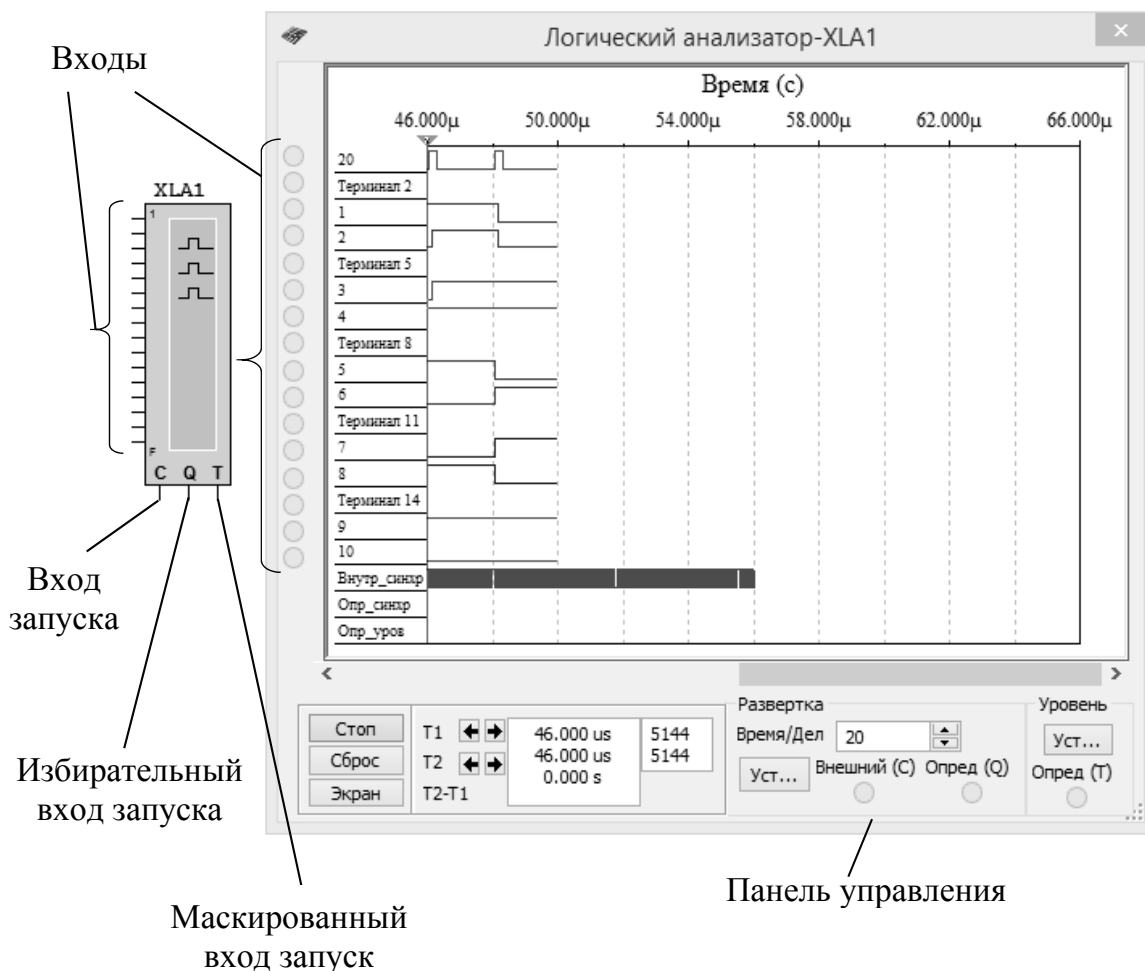 Логический анализатор-XLA1
×
Входы
Время (с)
46.000µ 50.000µ 54.000µ 58.000µ 62.000µ 66.000µ
20
Терминал 2
1
2
Терминал 5
3
4
Терминал 8
5
6
Терминал 11
7
8
Терминал 14
9
10
Внутр_синхр
Опр_синхр
Опр_уров
XLA1
1
F
C Q T
Вход
запуска
Избирательный
вход запуска
Маскированный
вход запуск
Стоп
Сброс
Экран
T1 46.000 us 5144
T2 46.000 us 5144
T2-T1 0.000 s
Развертка
Время/Дел 20
Уст... Внешний (C) Опред (Q)
Уровень
Уст...
Опред (T)
Панель управления